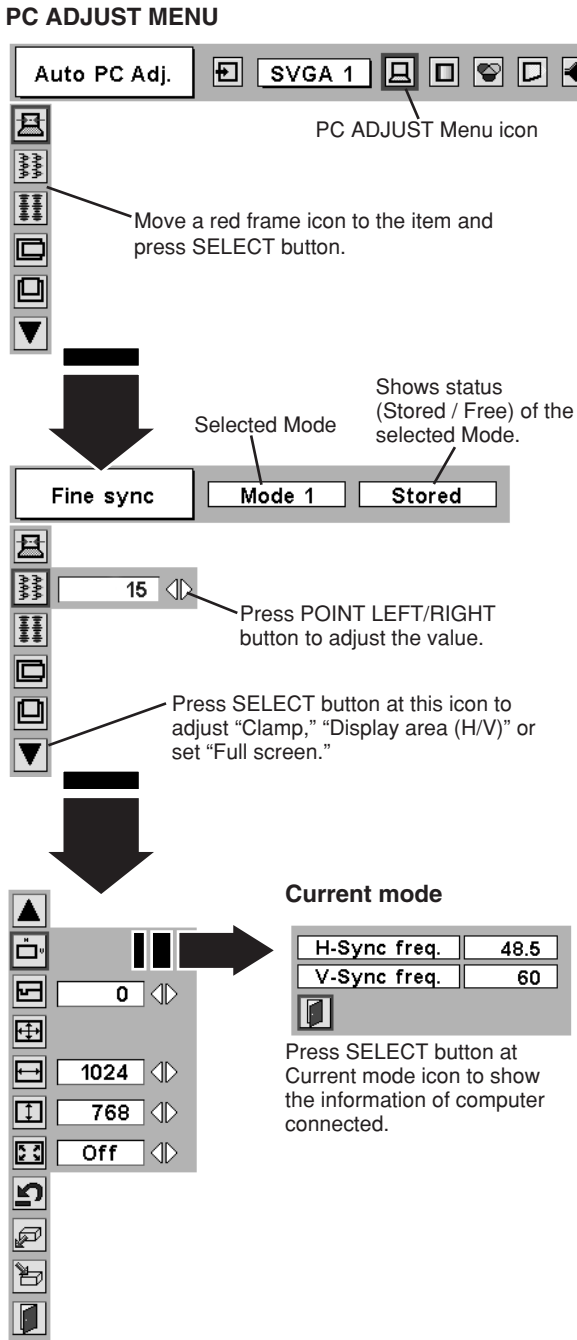 PC ADJUST MENU
Auto PC Adj.
SVGA 1
PC ADJUST Menu icon
Move a red frame icon to the item and
press SELECT button.
Shows status
(Stored / Free) of the
selected Mode.
Selected Mode
Fine sync
Mode 1
Stored
15
Press POINT LEFT/RIGHT
button to adjust the value.
Press SELECT button at this icon to
adjust “Clamp,” “Display area (H/V)” or
set “Full screen.”
Current mode
H
V
H-Sync freq. 48.5
V-Sync freq. 60
0
Press SELECT button at
Current mode icon to show
the information of computer
connected.
1024
768
Off